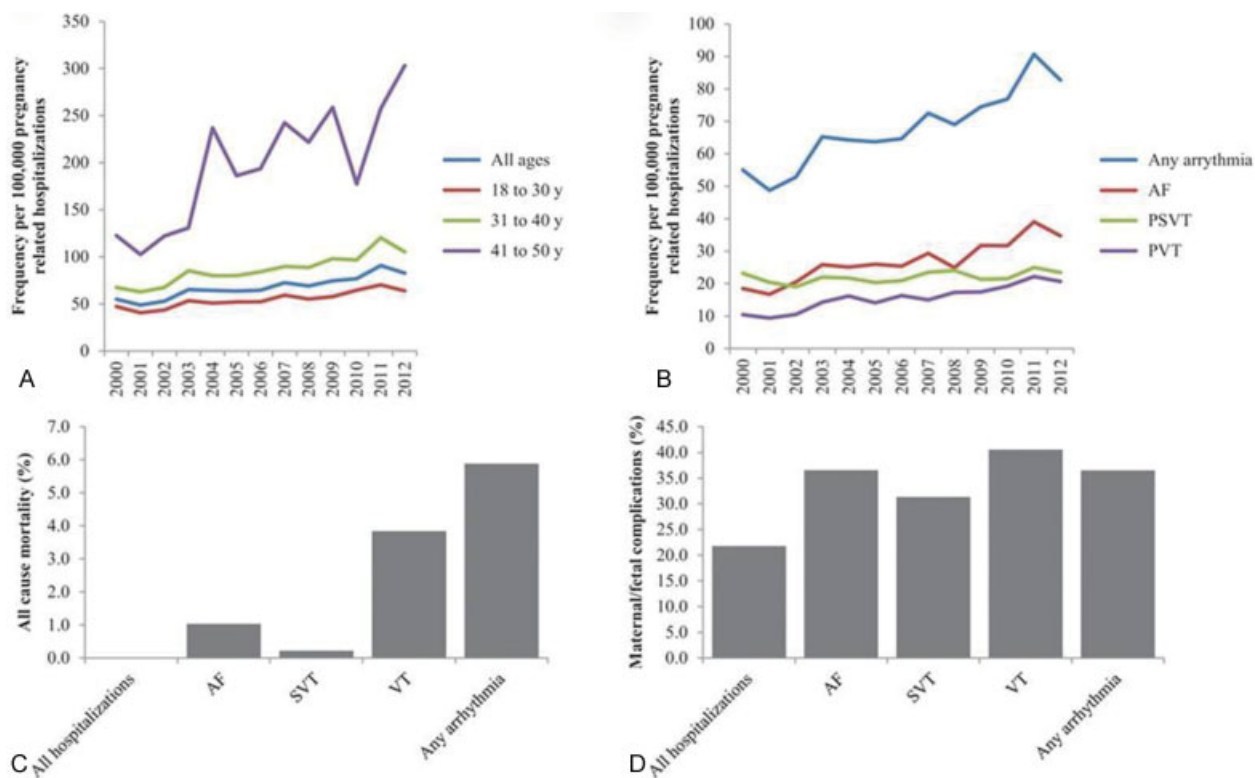 Frequency per 100,000 pregnancy
related hospitalizations
350
300
250
200
150
100
50
0
2000
2001
2002
2003
2004
2005
2006
2007
2008
2009
2010
2011
2012
All ages
18 to 30 y
31 to 40 y
41 to 50 y
A
Frequency per 100,000 pregnancy
related hospitalizations
100
90
80
70
60
50
40
30
20
10
0
2000
2001
2002
2003
2004
2005
2006
2007
2008
2009
2010
2011
2012
Any arrythmia
AF
PSVT
PVT
B
All cause mortality (%)
7.0
6.0
5.0
4.0
3.0
2.0
1.0
0.0
All hospitalizations
AF
SVT
VT
Any arrhythmia
C
Maternal/fetal complications (%)
45.0
40.0
35.0
30.0
25.0
20.0
15.0
10.0
5.0
0.0
All hospitalizations
AF
SVT
VT
Any arrhythmia
D